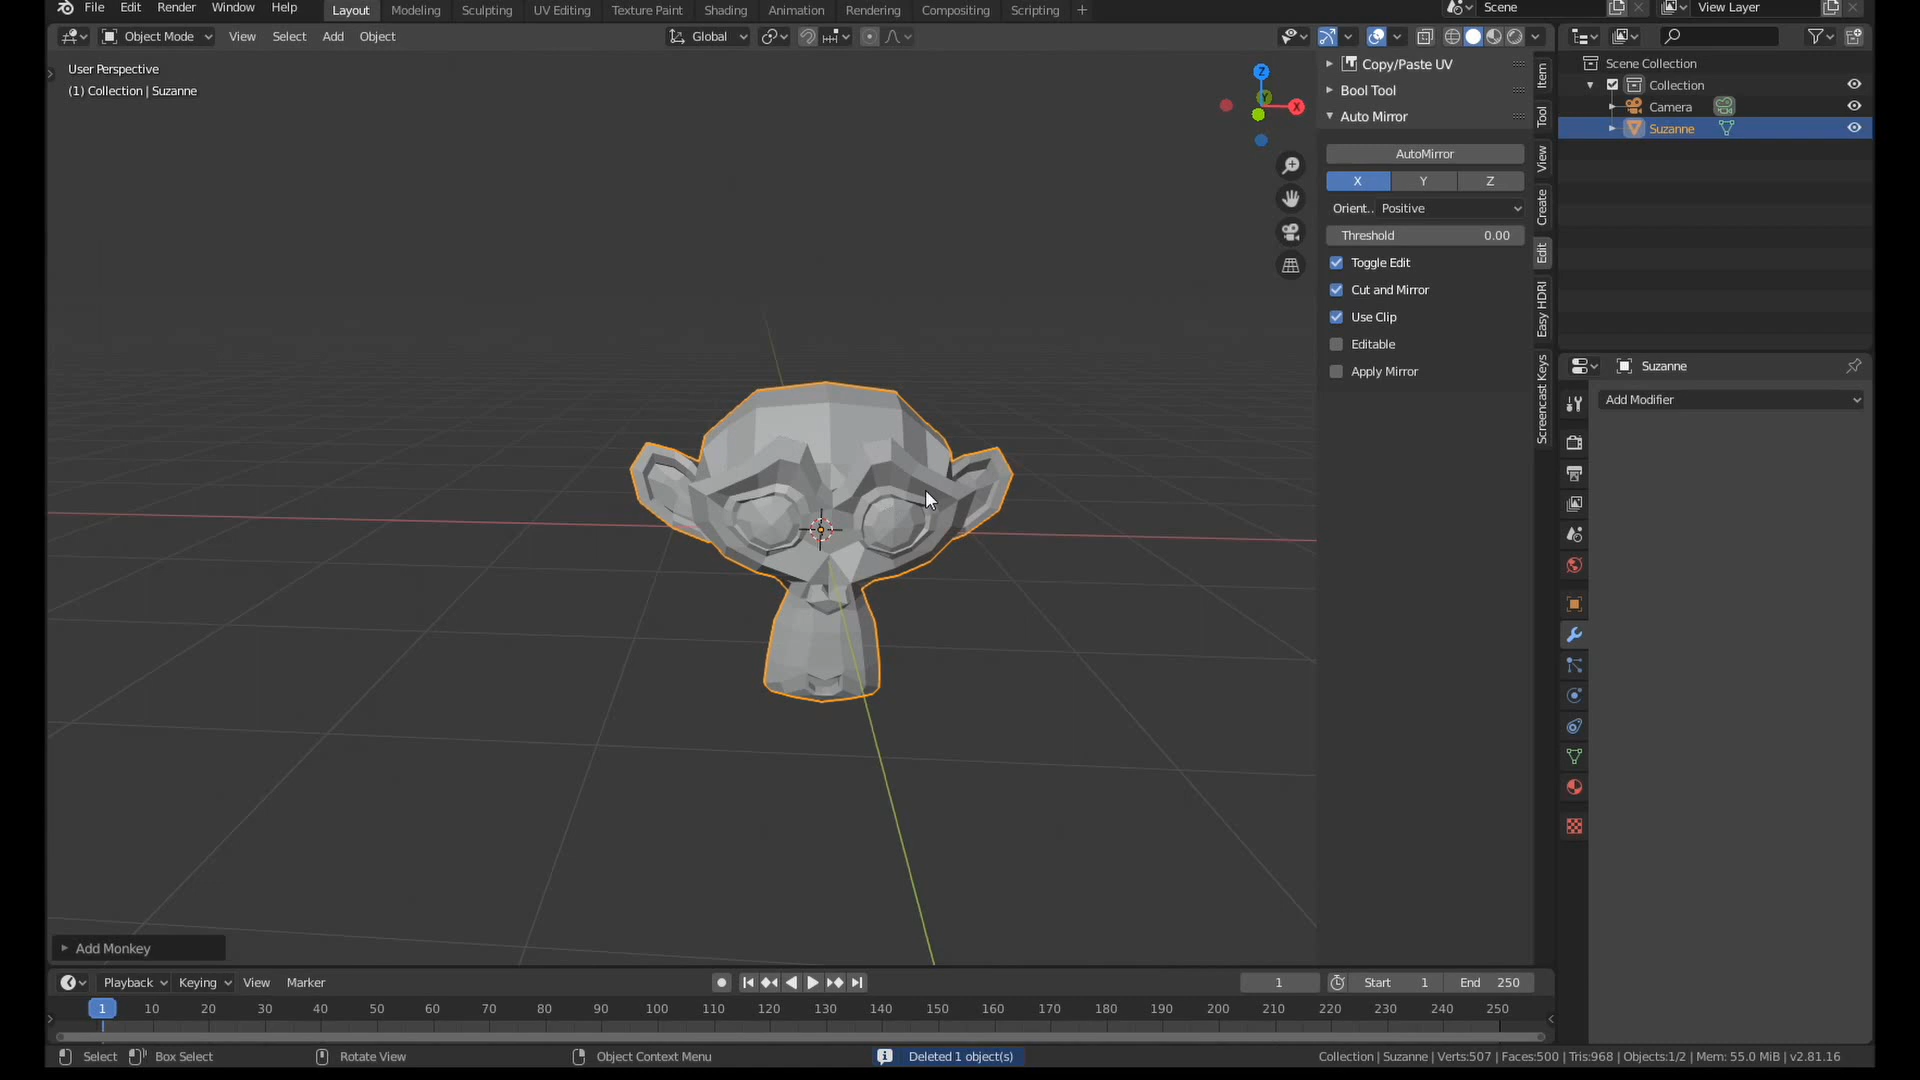 File Edit Render Window Help Layout Modeling Sculpting UV Editing Texture Paint Shading Animation Rendering Compositing Scripting + Scene View Layer
Object Mode View Select Add Object Global
User Perspective
(1) Collection | Suzanne
Z
Y
X
Copy/Paste UV
Bool Tool
Auto Mirror
AutoMirror
X Y Z
Orient.. Positive
Threshold 0.00
Toggle Edit
Cut and Mirror
Use Clip
Editable
Apply Mirror
Item
Tool
View
Create
Edit
Easy HDRI
Screencast Keys
Scene Collection
Collection
Camera
Suzanne
Suzanne
Add Modifier
Add Monkey
Playback Keying View Marker 1 Start 1 End 250
1 10 20 30 40 50 60 70 80 90 100 110 120 130 140 150 160 170 180 190 200 210 220 230 240 250
Select Box Select Rotate View Object Context Menu Deleted 1 object(s) Collection | Suzanne | Verts:507 | Faces:500 | Tris:968 | Objects:1/2 | Mem: 55.0 MiB | v2.81.16